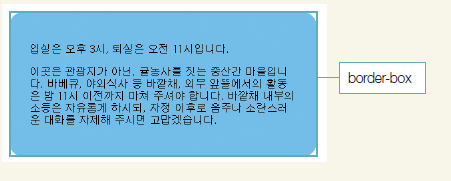 입실은 오후 3시, 퇴실은 오전 11시입니다.
이곳은 관광지가 아닌, 귤농사를 짓는 중산간 마을입니
다. 바베큐, 야외식사 등 바깥채, 외부 앞뜰에서의 활동
은 밤 11시 이전까지 마쳐 주셔야 합니다. 바깥채 내부의
소등은 자유롭게 하시되, 자정 이후로 음주나 소란스러
운 대화를 자제해 주시면 고맙겠습니다.
border-box